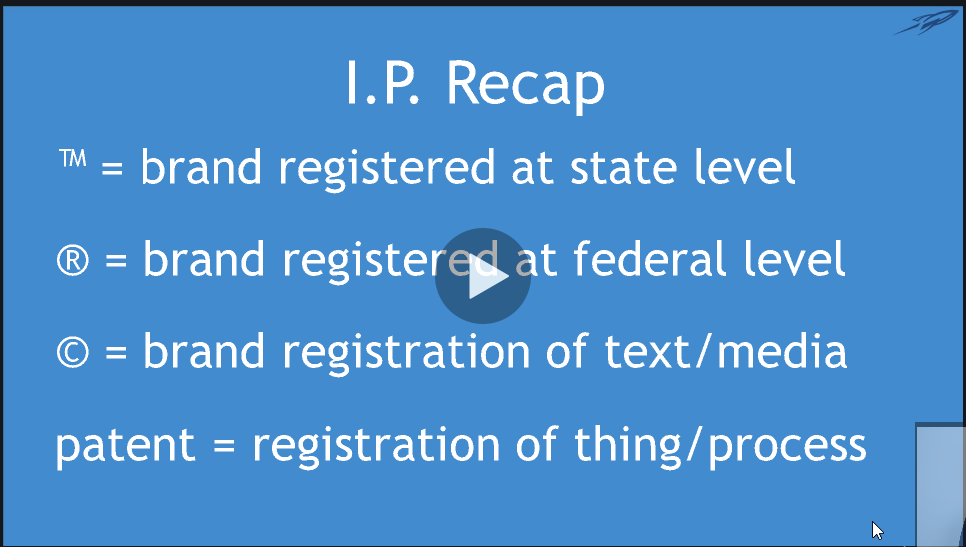 I.P. Recap
™ = brand registered at state level
® = brand registered at federal level
© = brand registration of text/media
patent = registration of thing/process